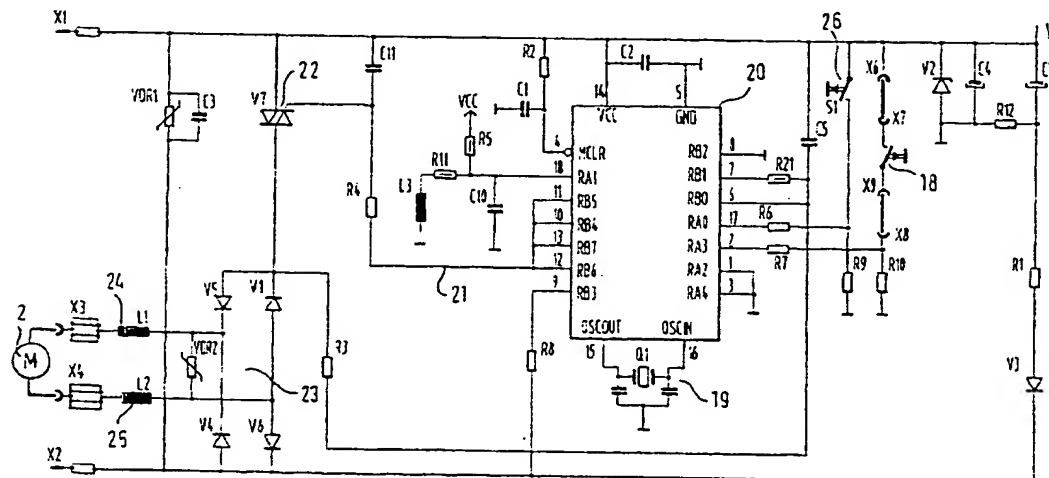 X1
VDR1
C3
V7
22
C11
R4
R2
C1
VCC
R5
R11
L3
C10
C2
20
14
5
VCC
GND
4
MCLR
18
RA1
11
RB5
10
RB4
13
RB7
12
RB6
9
RB3
RB2
8
RB1
7
RB0
6
RA0
17
RA3
2
RA2
1
RA4
3
OSCOUT
OSCIN
15
16
Q1
19
R21
R6
R7
C5
26
S1
X6
X7
18
X9
X8
R9
R10
V2
C4
R12
R1
V3
21
R8
R3
V5
V1
24
X3
L1
2
M
VDR2
X4
L2
25
23
V4
V6
X2